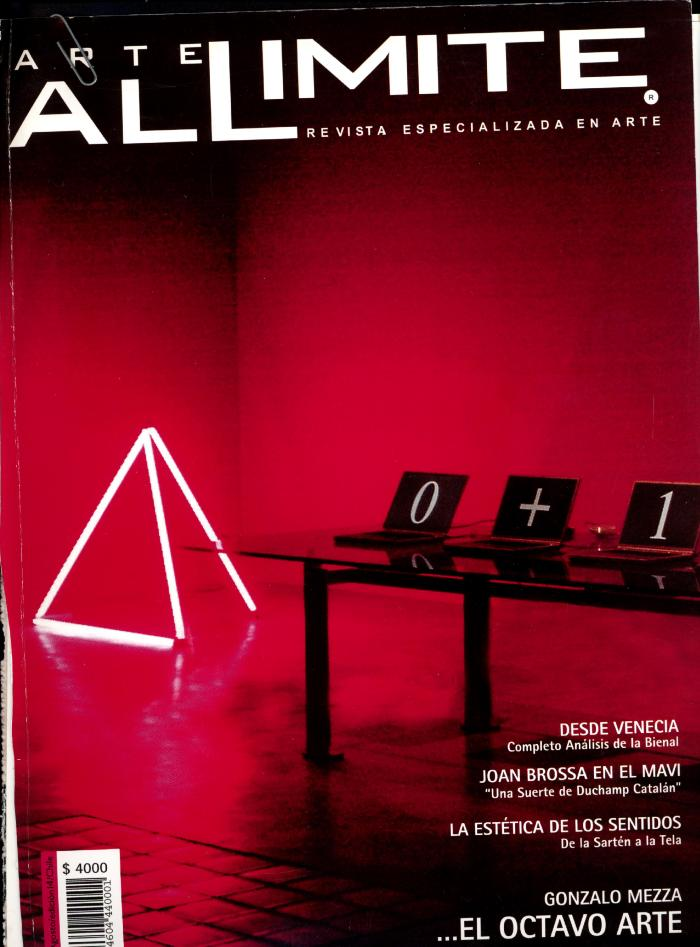 ARTE
AL LIMITE
®
REVISTA ESPECIALIZADA EN ARTE
0 + 1
DESDE VENECIA
Completo Análisis de la Bienal
JOAN BROSSA EN EL MAVI
"Una Suerte de Duchamp Catalán"
LA ESTÉTICA DE LOS SENTIDOS
De la Sartén a la Tela
GONZALO MEZZA
...EL OCTAVO ARTE
$ 4000
4604 440001